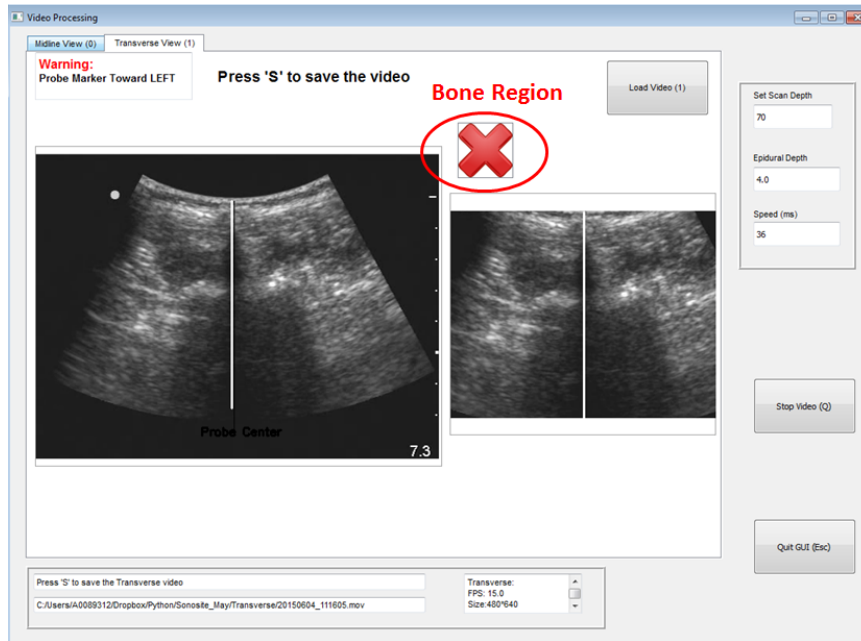 Video Processing
Midline View (0)
Transverse View (1)
Warning:
Probe Marker Toward LEFT
Press 'S' to save the video
Bone Region
Load Video (1)
Set Scan Depth
70
Epidural Depth
4.0
Speed (ms)
36
Probe Center
7.3
Stop Video (Q)
Quit GUI (Esc)
Press 'S' to save the Transverse video
C:/Users/A0089312/Dropbox/Python/Sonosite_May/Transverse/20150604_111605.mov
Transverse:
FPS: 15.0
Size:480*640